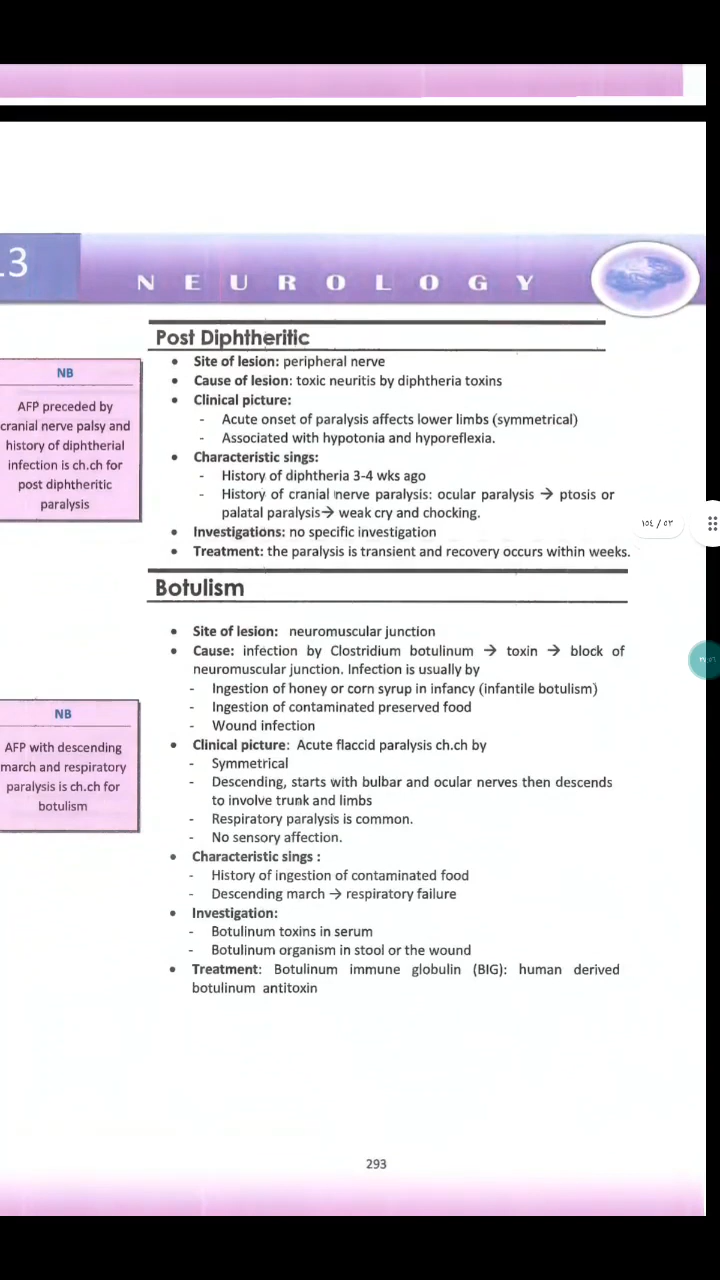 .3
N E U R O L O G Y
Post Diphtheritic
• Site of lesion: peripheral nerve
• Cause of lesion: toxic neuritis by diphtheria toxins
• Clinical picture:
- Acute onset of paralysis affects lower limbs (symmetrical)
- Associated with hypotonia and hyporeflexia.
• Characteristic sings:
- History of diphtheria 3-4 wks ago
- History of cranial nerve paralysis: ocular paralysis → ptosis or
palatal paralysis→ weak cry and chocking.
• Investigations: no specific investigation
• Treatment: the paralysis is transient and recovery occurs within weeks.
NB
AFP preceded by
cranial nerve palsy and
history of diphtherial
infection is ch.ch for
post diphtheritic
paralysis
١٥٤ / ٥٢
Botulism
• Site of lesion: neuromuscular junction
• Cause: infection by Clostridium botulinum → toxin → block of
neuromuscular junction. Infection is usually by
- Ingestion of honey or corn syrup in infancy (infantile botulism)
- Ingestion of contaminated preserved food
- Wound infection
• Clinical picture: Acute flaccid paralysis ch.ch by
- Symmetrical
- Descending, starts with bulbar and ocular nerves then descends
to involve trunk and limbs
- Respiratory paralysis is common.
- No sensory affection.
• Characteristic sings :
- History of ingestion of contaminated food
- Descending march → respiratory failure
• Investigation:
- Botulinum toxins in serum
- Botulinum organism in stool or the wound
• Treatment: Botulinum immune globulin (BIG): human derived
botulinum antitoxin
NB
AFP with descending
march and respiratory
paralysis is ch.ch for
botulism
293